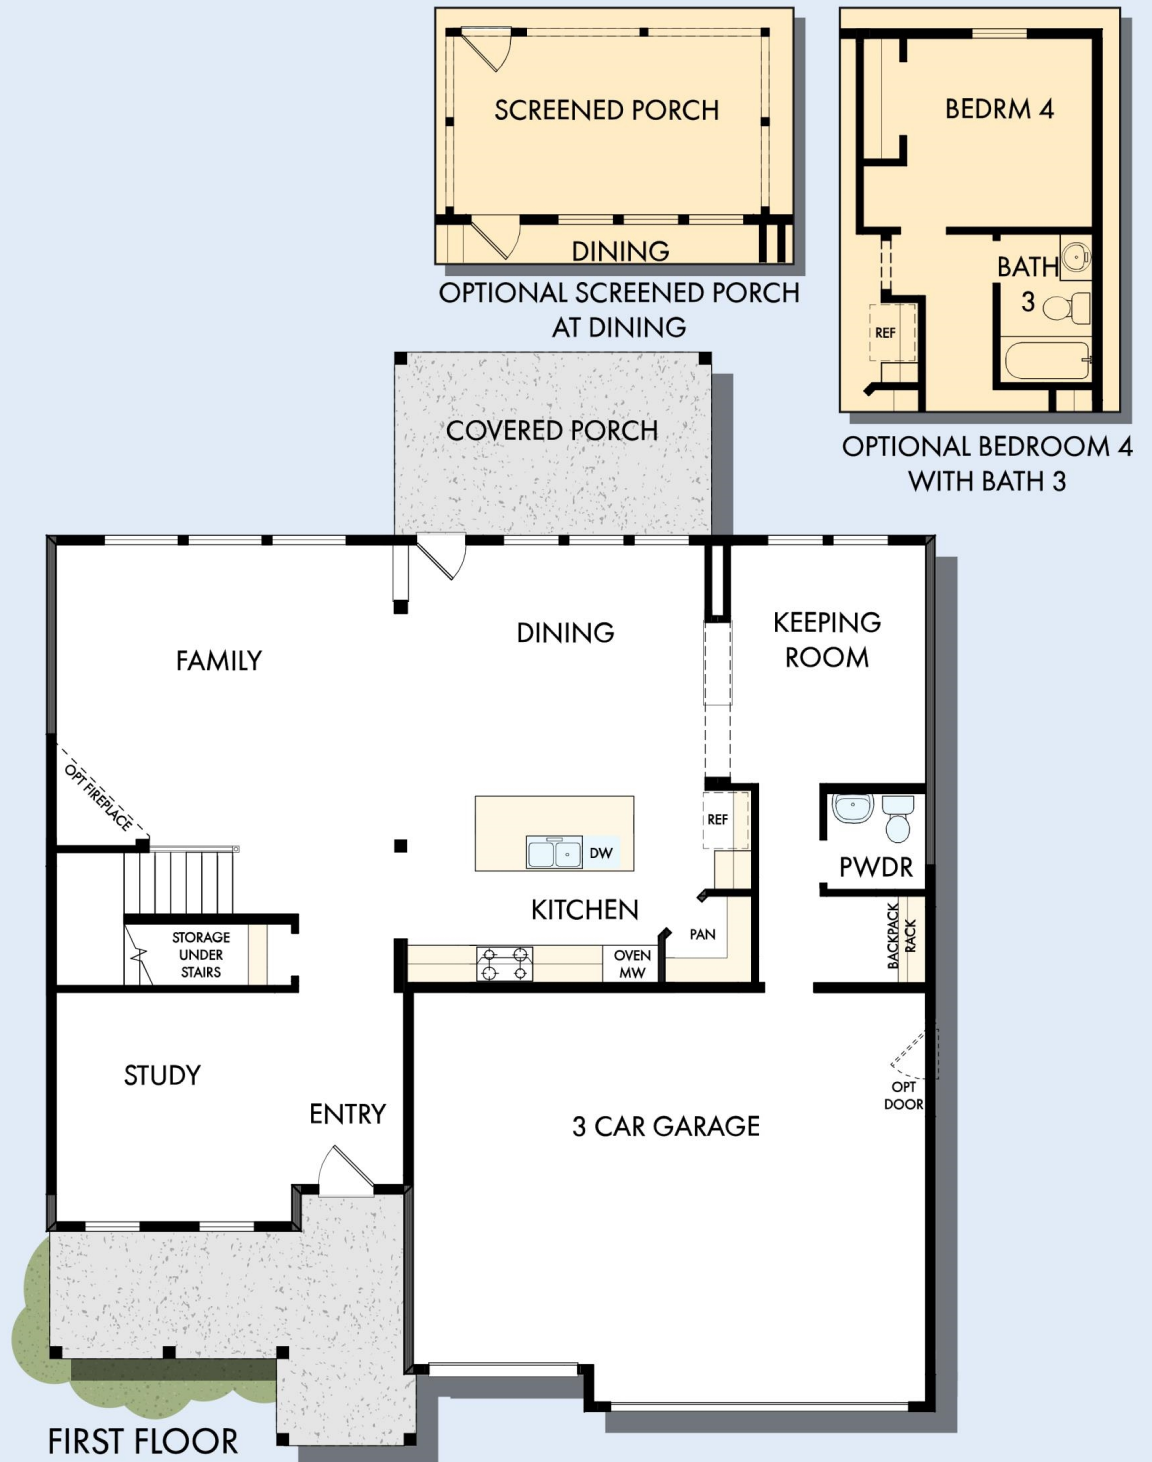 SCREENED PORCH
DINING
OPTIONAL SCREENED PORCH
AT DINING
BEDRM 4
BATH
3
REF
OPTIONAL BEDROOM 4
WITH BATH 3
COVERED PORCH
FAMILY
DINING
KEEPING
ROOM
OPT FIREPLACE
REF
DW
PWDR
KITCHEN
PAN
BACKPACK
RACK
STORAGE
UNDER
STAIRS
OVEN
MW
STUDY
ENTRY
3 CAR GARAGE
OPT
DOOR
FIRST FLOOR